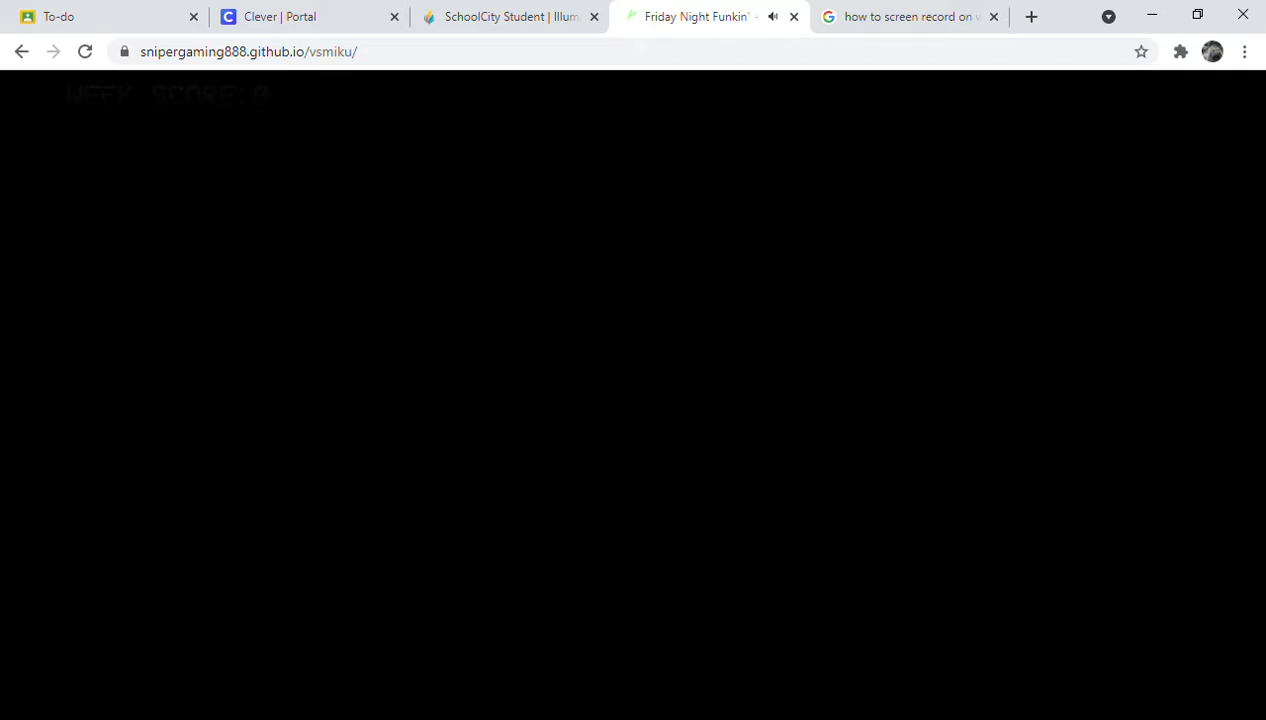 To-do
Clever | Portal
SchoolCity Student | Illum
Friday Night Funkin'
how to screen record on
snipergaming888.github.io/vsmiku/
WEEK SCORE:0